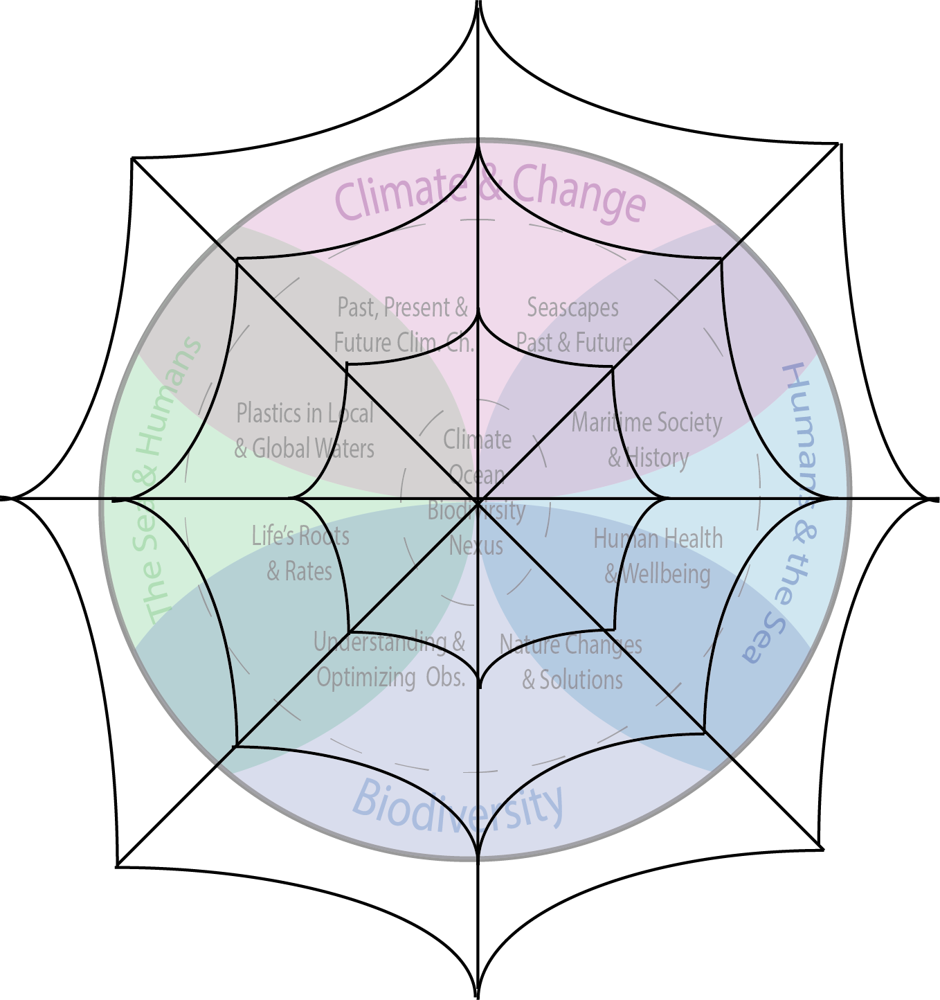 Climate & Change
Past, Present &
Future Clim. Ch.
Seascapes
Past & Future
The Sea & Humans
Humans & the Sea
Plastics in Local
& Global Waters
Maritime Society
& History
Climate
Ocean
Biodivirsity
Nexus
Life's Roots
& Rates
Human Health
& Wellbeing
Understanding &
Optimizing Obs.
Nature Changes
& Solutions
Biodiversity